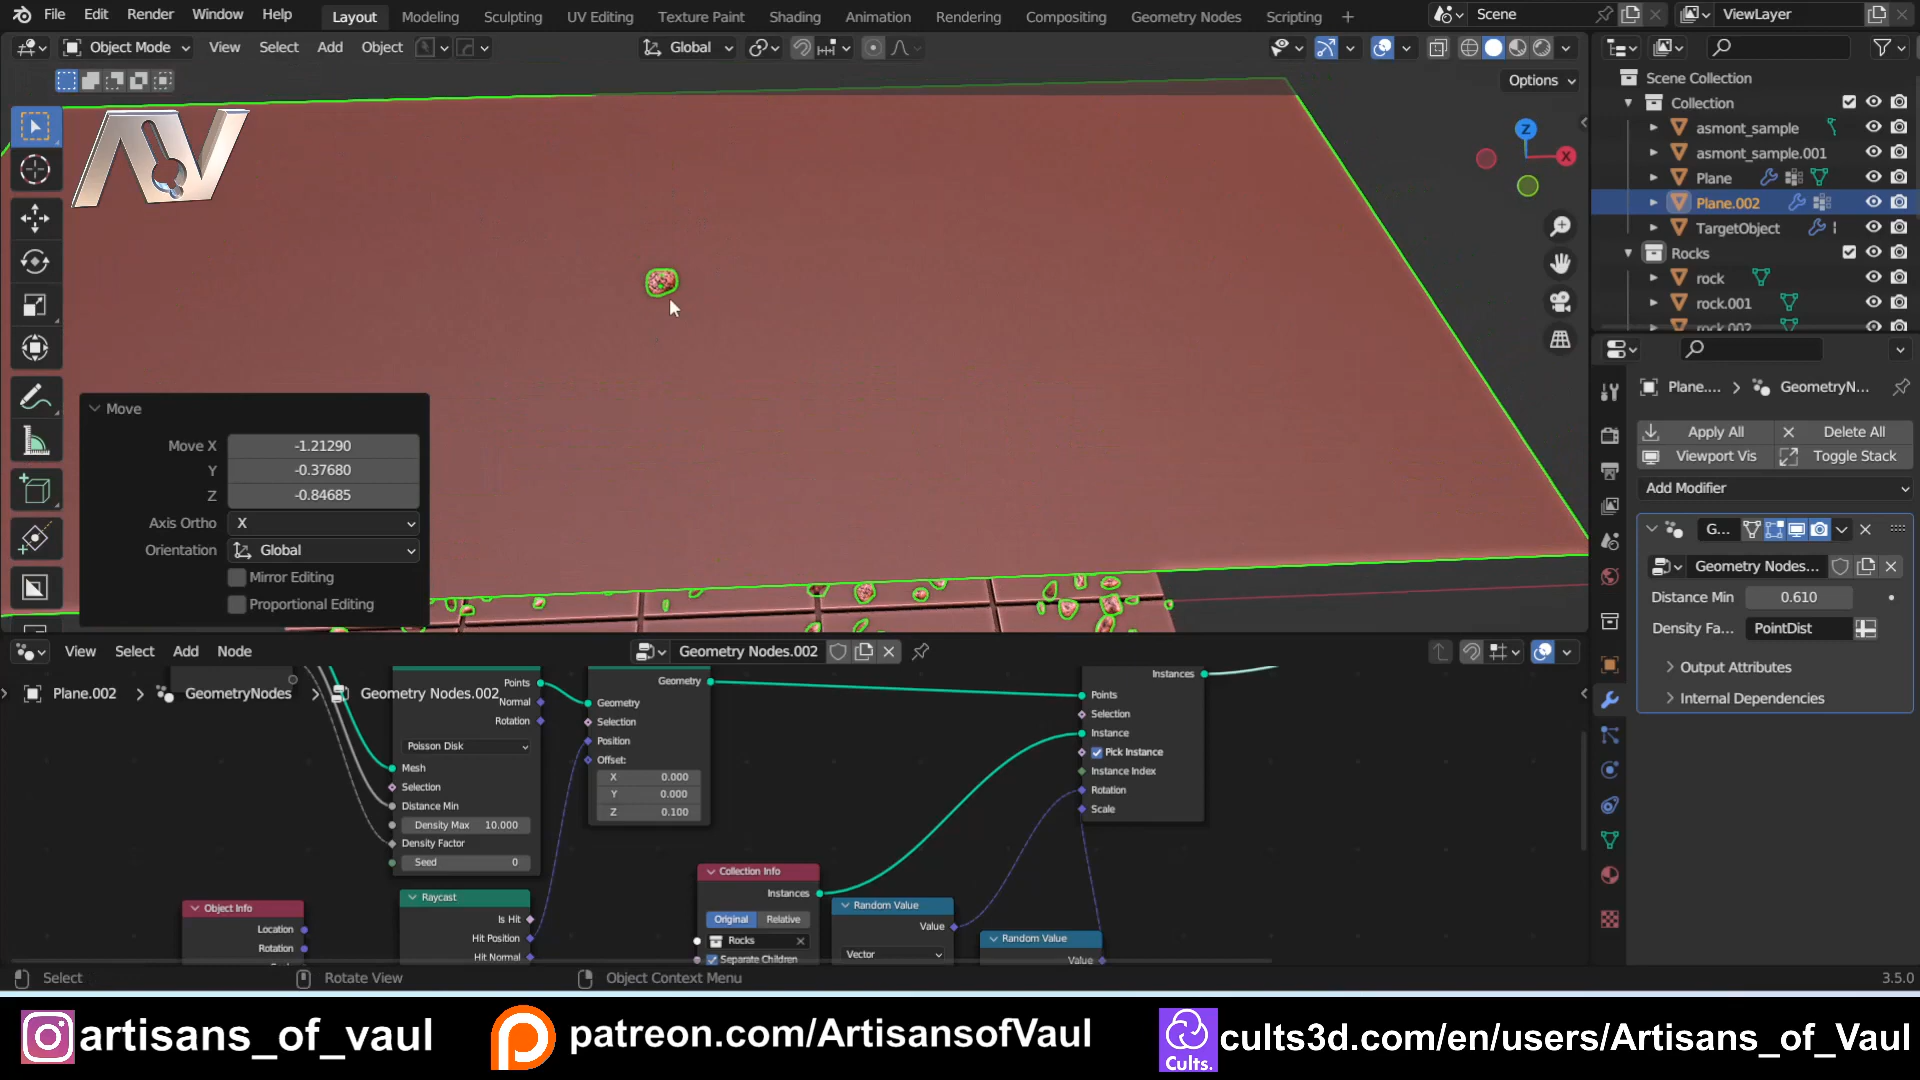 File Edit Render Window Help Layout Modeling Sculpting UV Editing Texture Paint Shading Animation Rendering Compositing Geometry Nodes Scripting + Scene ViewLayer
Object Mode View Select Add Object Global
Options
Scene Collection
Collection
asmont_sample
asmont_sample.001
Plane
Plane.002
TargetObject
Rocks
rock
rock.001
rock.002
Z
X
AV
Move
Move X -1.21290
Y -0.37680
Z -0.84685
Axis Ortho X
Orientation Global
Mirror Editing
Proportional Editing
Plane.... > GeometryN...
Apply All Delete All
Viewport Vis Toggle Stack
Add Modifier
G...
Geometry Nodes...
Distance Min 0.610
Density Fa... PointDist
Output Attributes
Internal Dependencies
View Select Add Node Geometry Nodes.002
Plane.002 > GeometryNodes > Geometry Nodes.002
Points
Normal
Rotation
Poisson Disk
Mesh
Selection
Distance Min
Density Max 10.000
Density Factor
Seed 0
Geometry
Geometry
Selection
Position
Offset:
X 0.000
Y 0.000
Z 0.100
Instances
Points
Selection
Instance
Pick Instance
Instance Index
Rotation
Scale
Object Info
Location
Rotation
Raycast
Is Hit
Hit Position
Hit Normal
Collection Info
Instances
Original Relative
Rocks
Separate Children
Random Value
Value
Vector
Random Value
Value
Select Rotate View Object Context Menu 3.5.0
artisans_of_vaul patreon.com/ArtisansofVaul Cults. cults3d.com/en/users/Artisans_of_Vaul